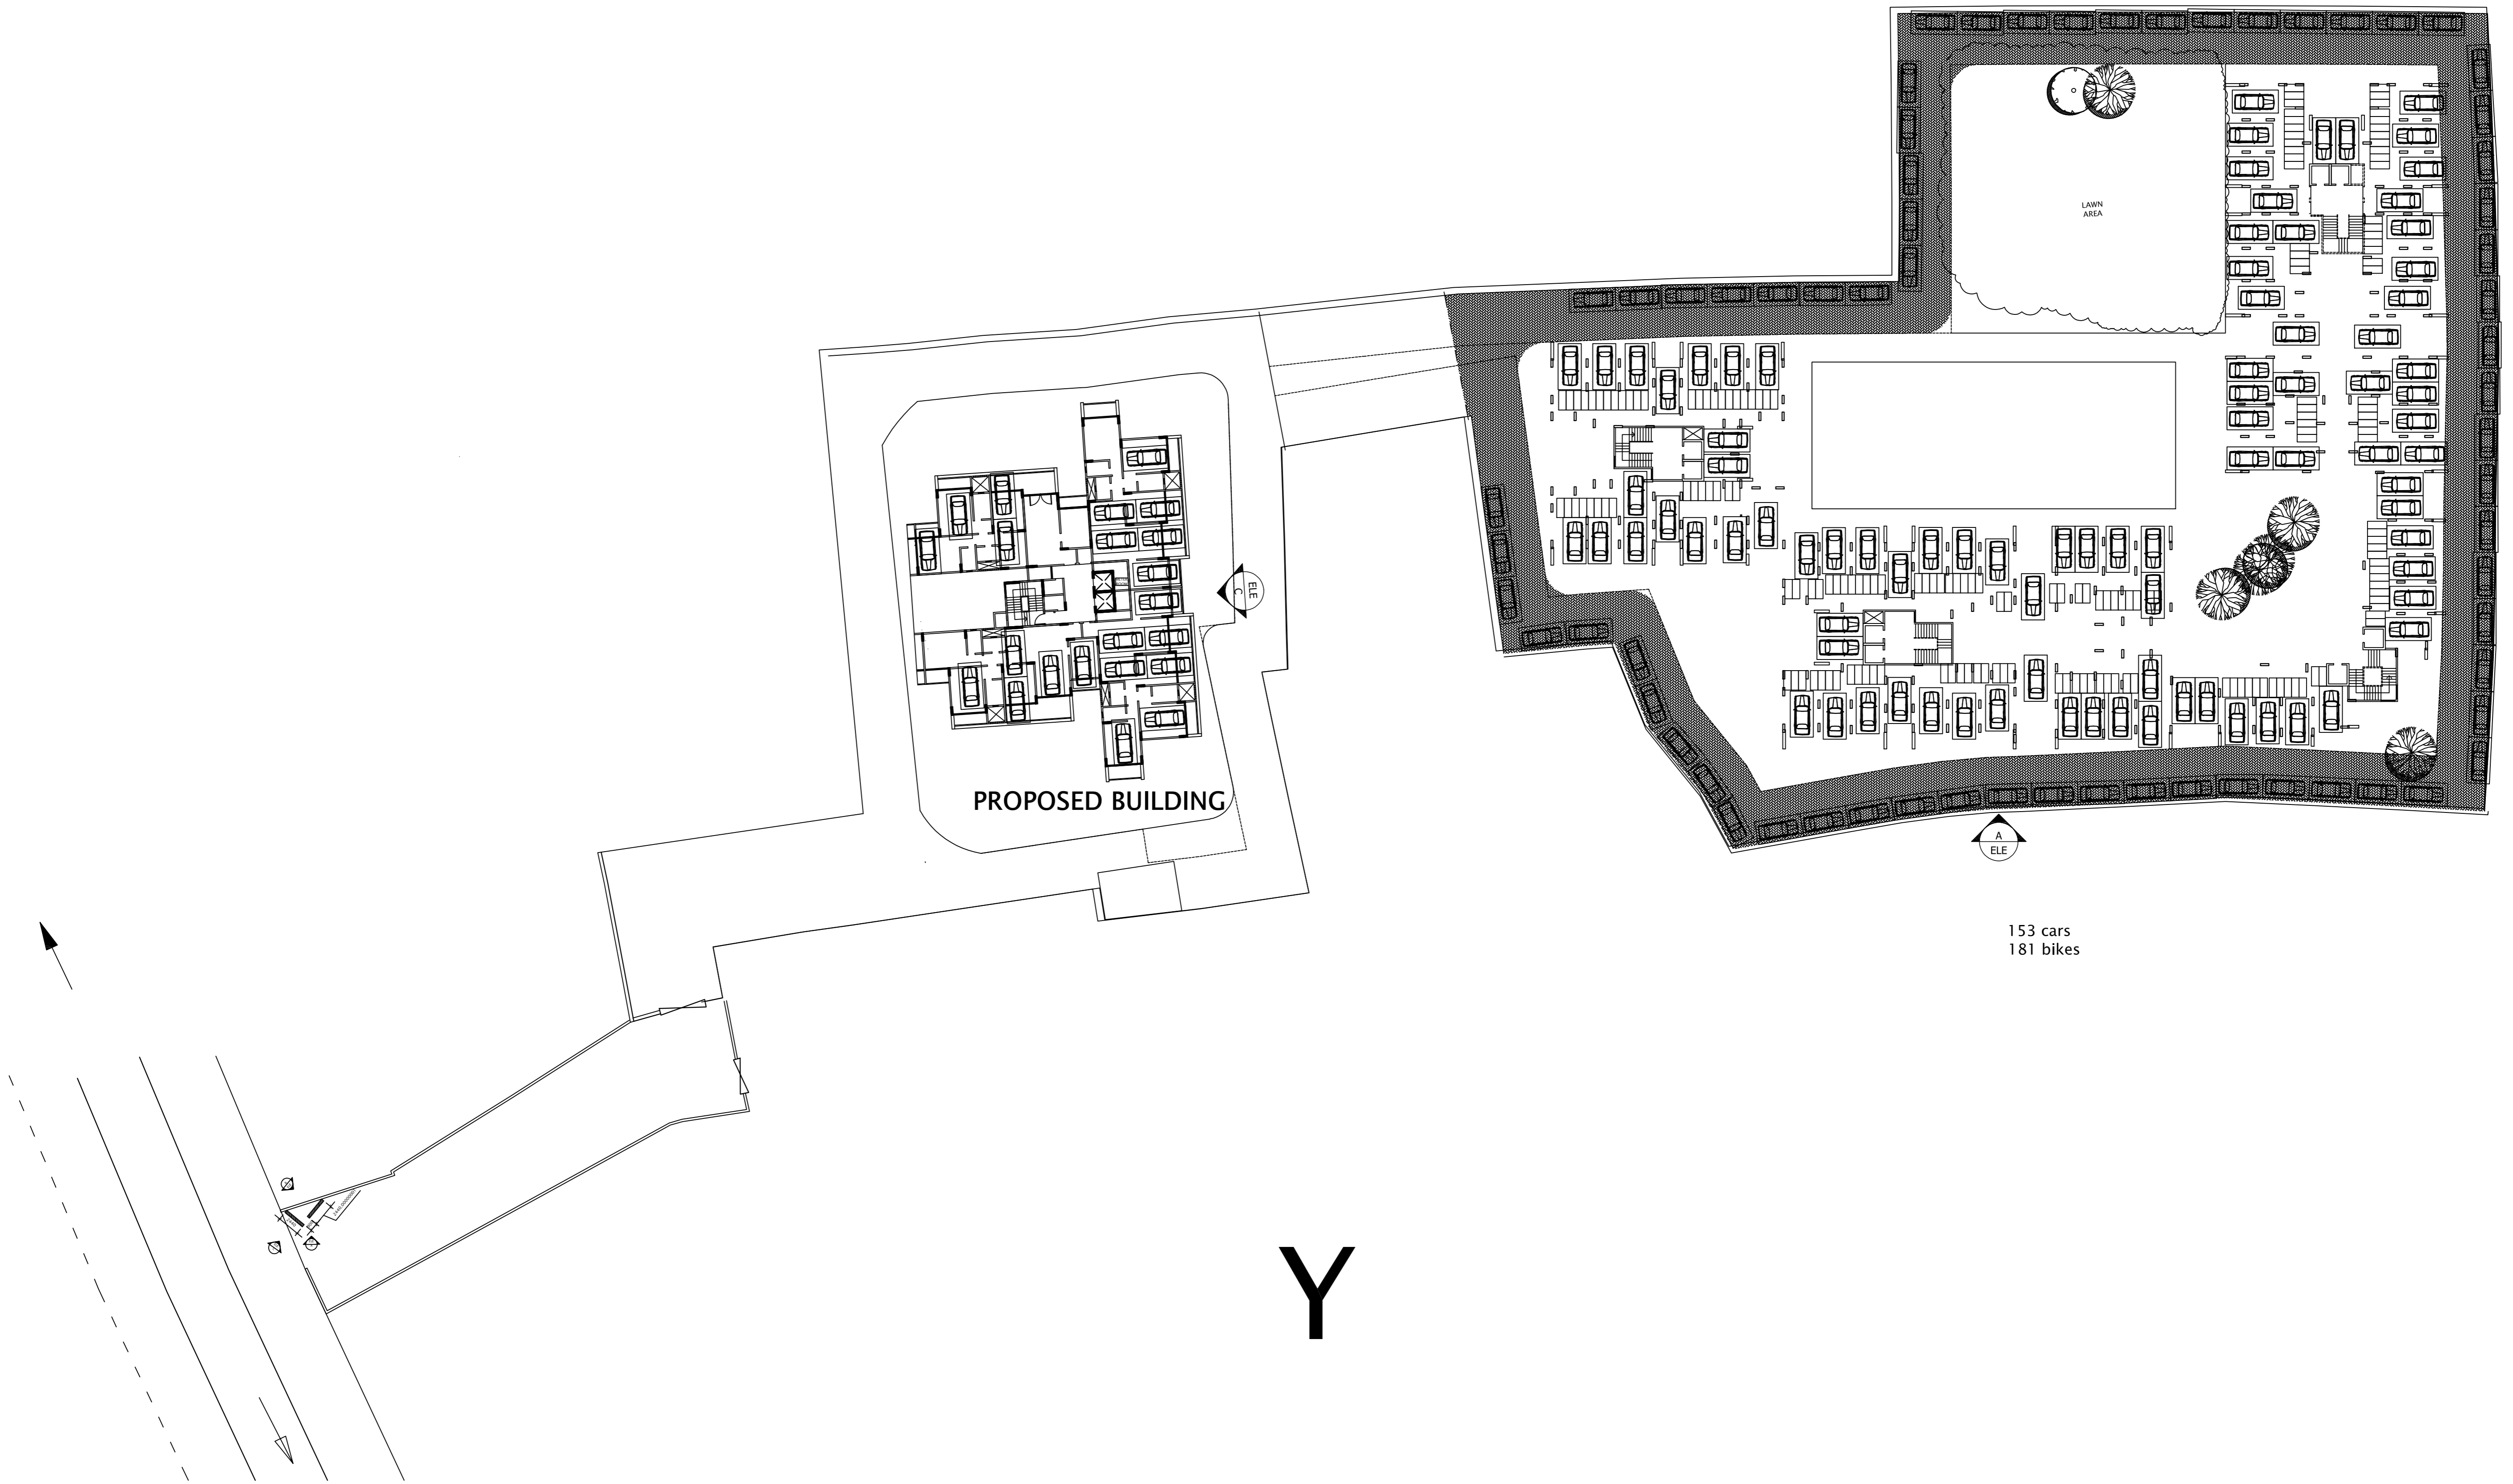 LAWN
AREA
ELE
C
PROPOSED BUILDING
A
ELE
153 cars
181 bikes
Y